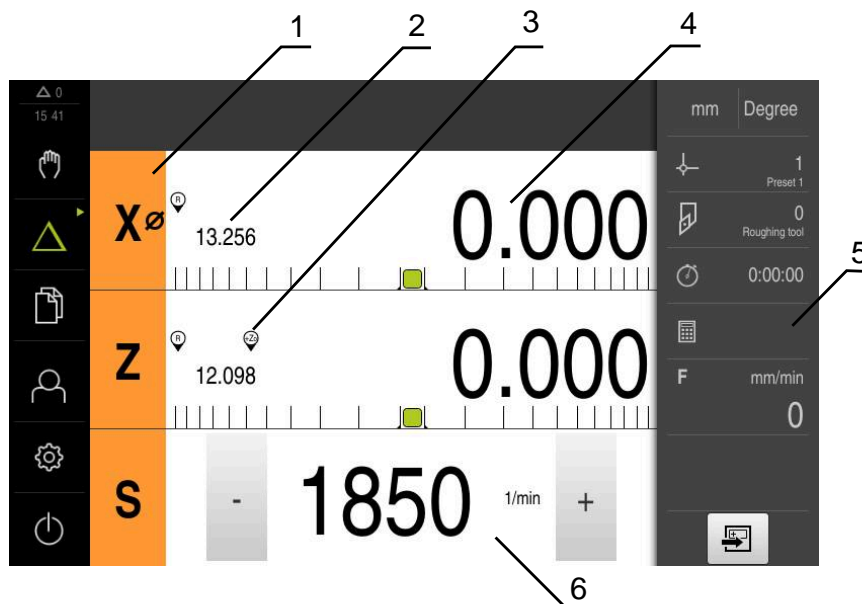 1 2 3 4
0
15 41
mm Degree
1
Preset 1
X⌀
R
13.256
0.000
0
Roughing tool
0:00:00
5
Z
R
12.098
0.000
F mm/min
0
S
-
1850
1/min
+
6